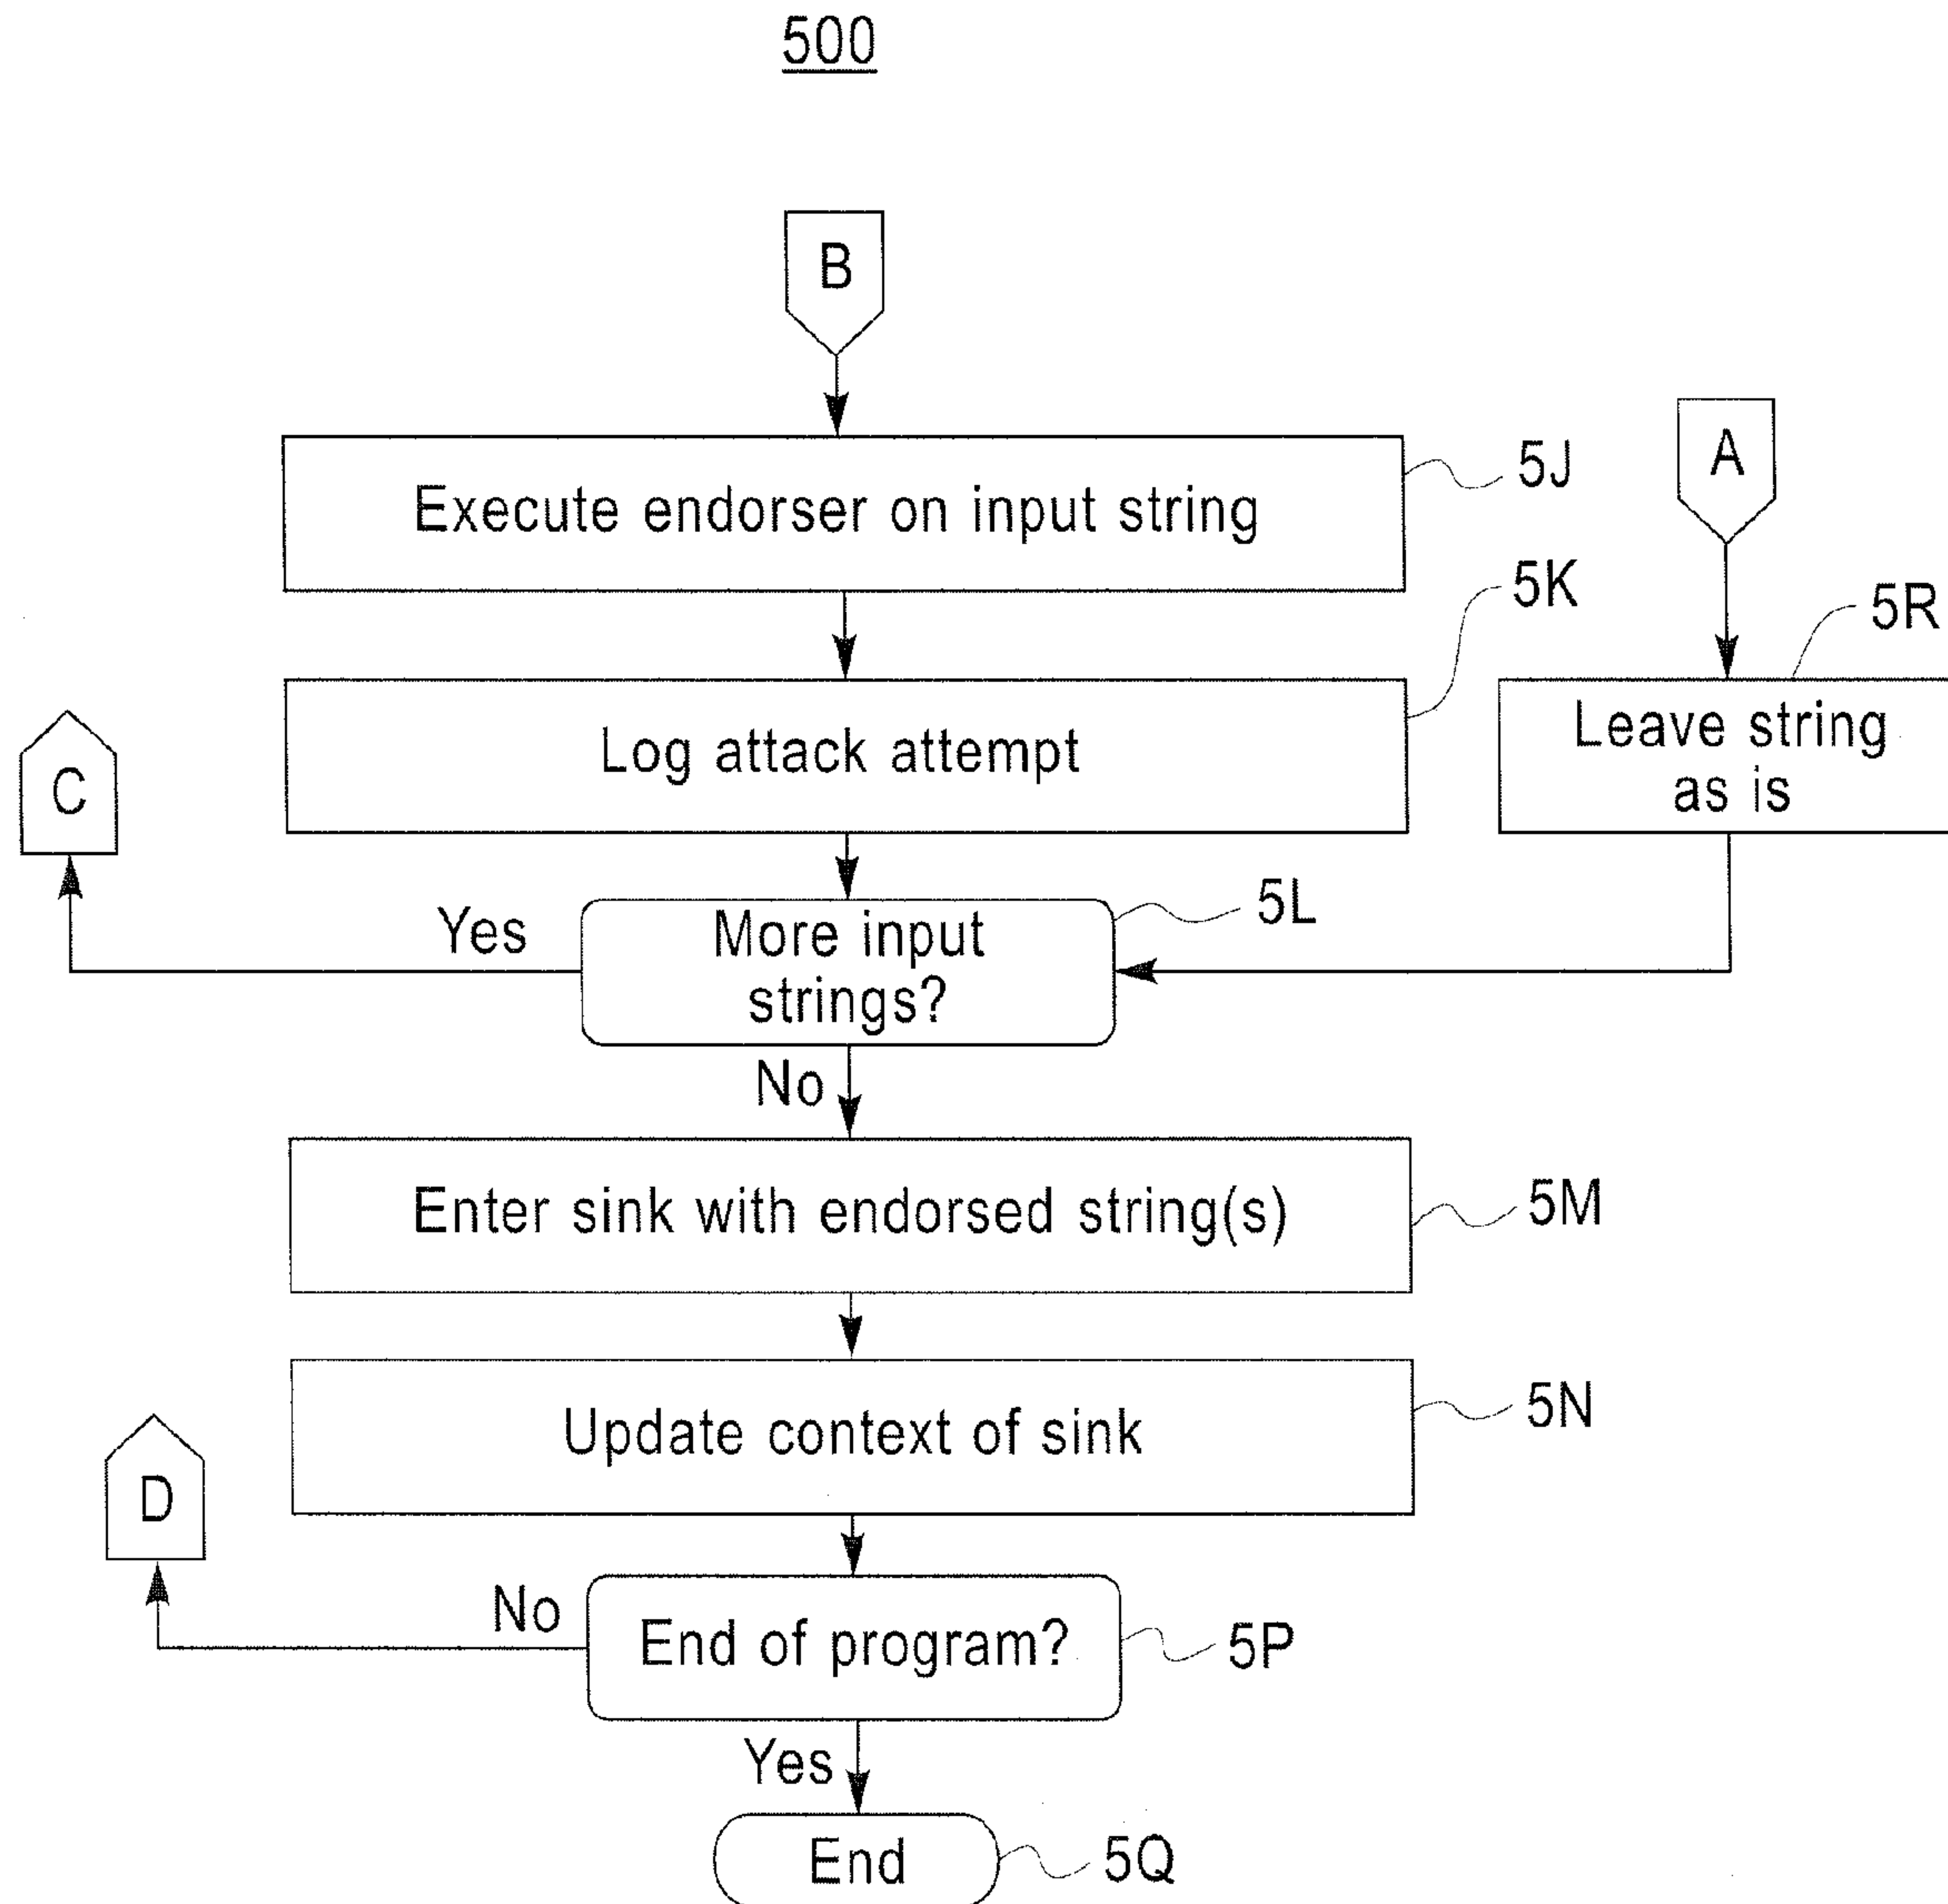 500
B
Execute endorser on input string
5J
A
5K
5R
Log attack attempt
Leave string
as is
C
Yes
More input
strings?
5L
No
Enter sink with endorsed string(s)
5M
Update context of sink
5N
D
No
End of program?
5P
Yes
End
5Q